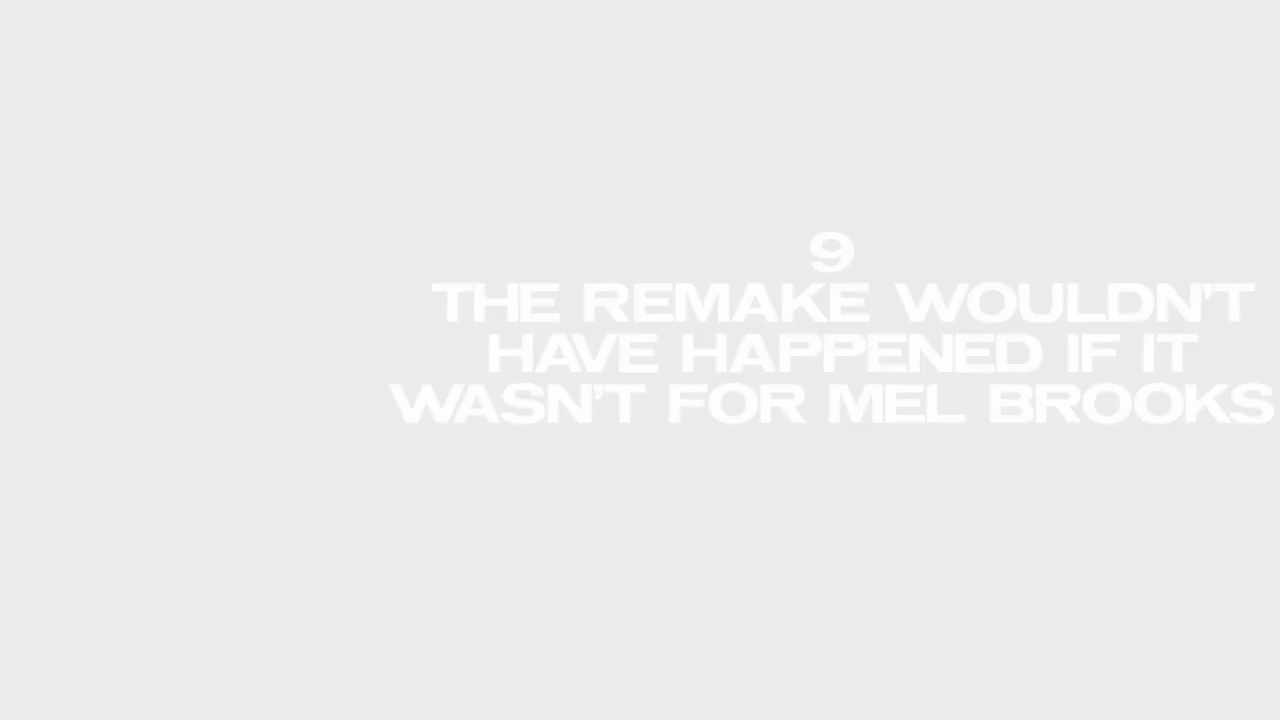 9
THE REMAKE WOULDN'T
HAVE HAPPENED IF IT
WASN'T FOR MEL BROOKS